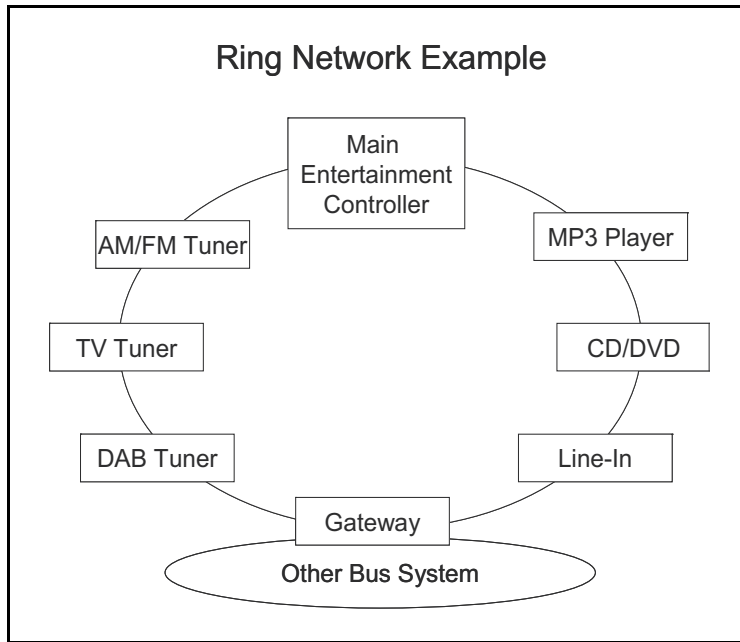 Ring Network Example
Main
Entertainment
Controller
AM/FM Tuner
MP3 Player
TV Tuner
CD/DVD
DAB Tuner
Line-In
Gateway
Other Bus System